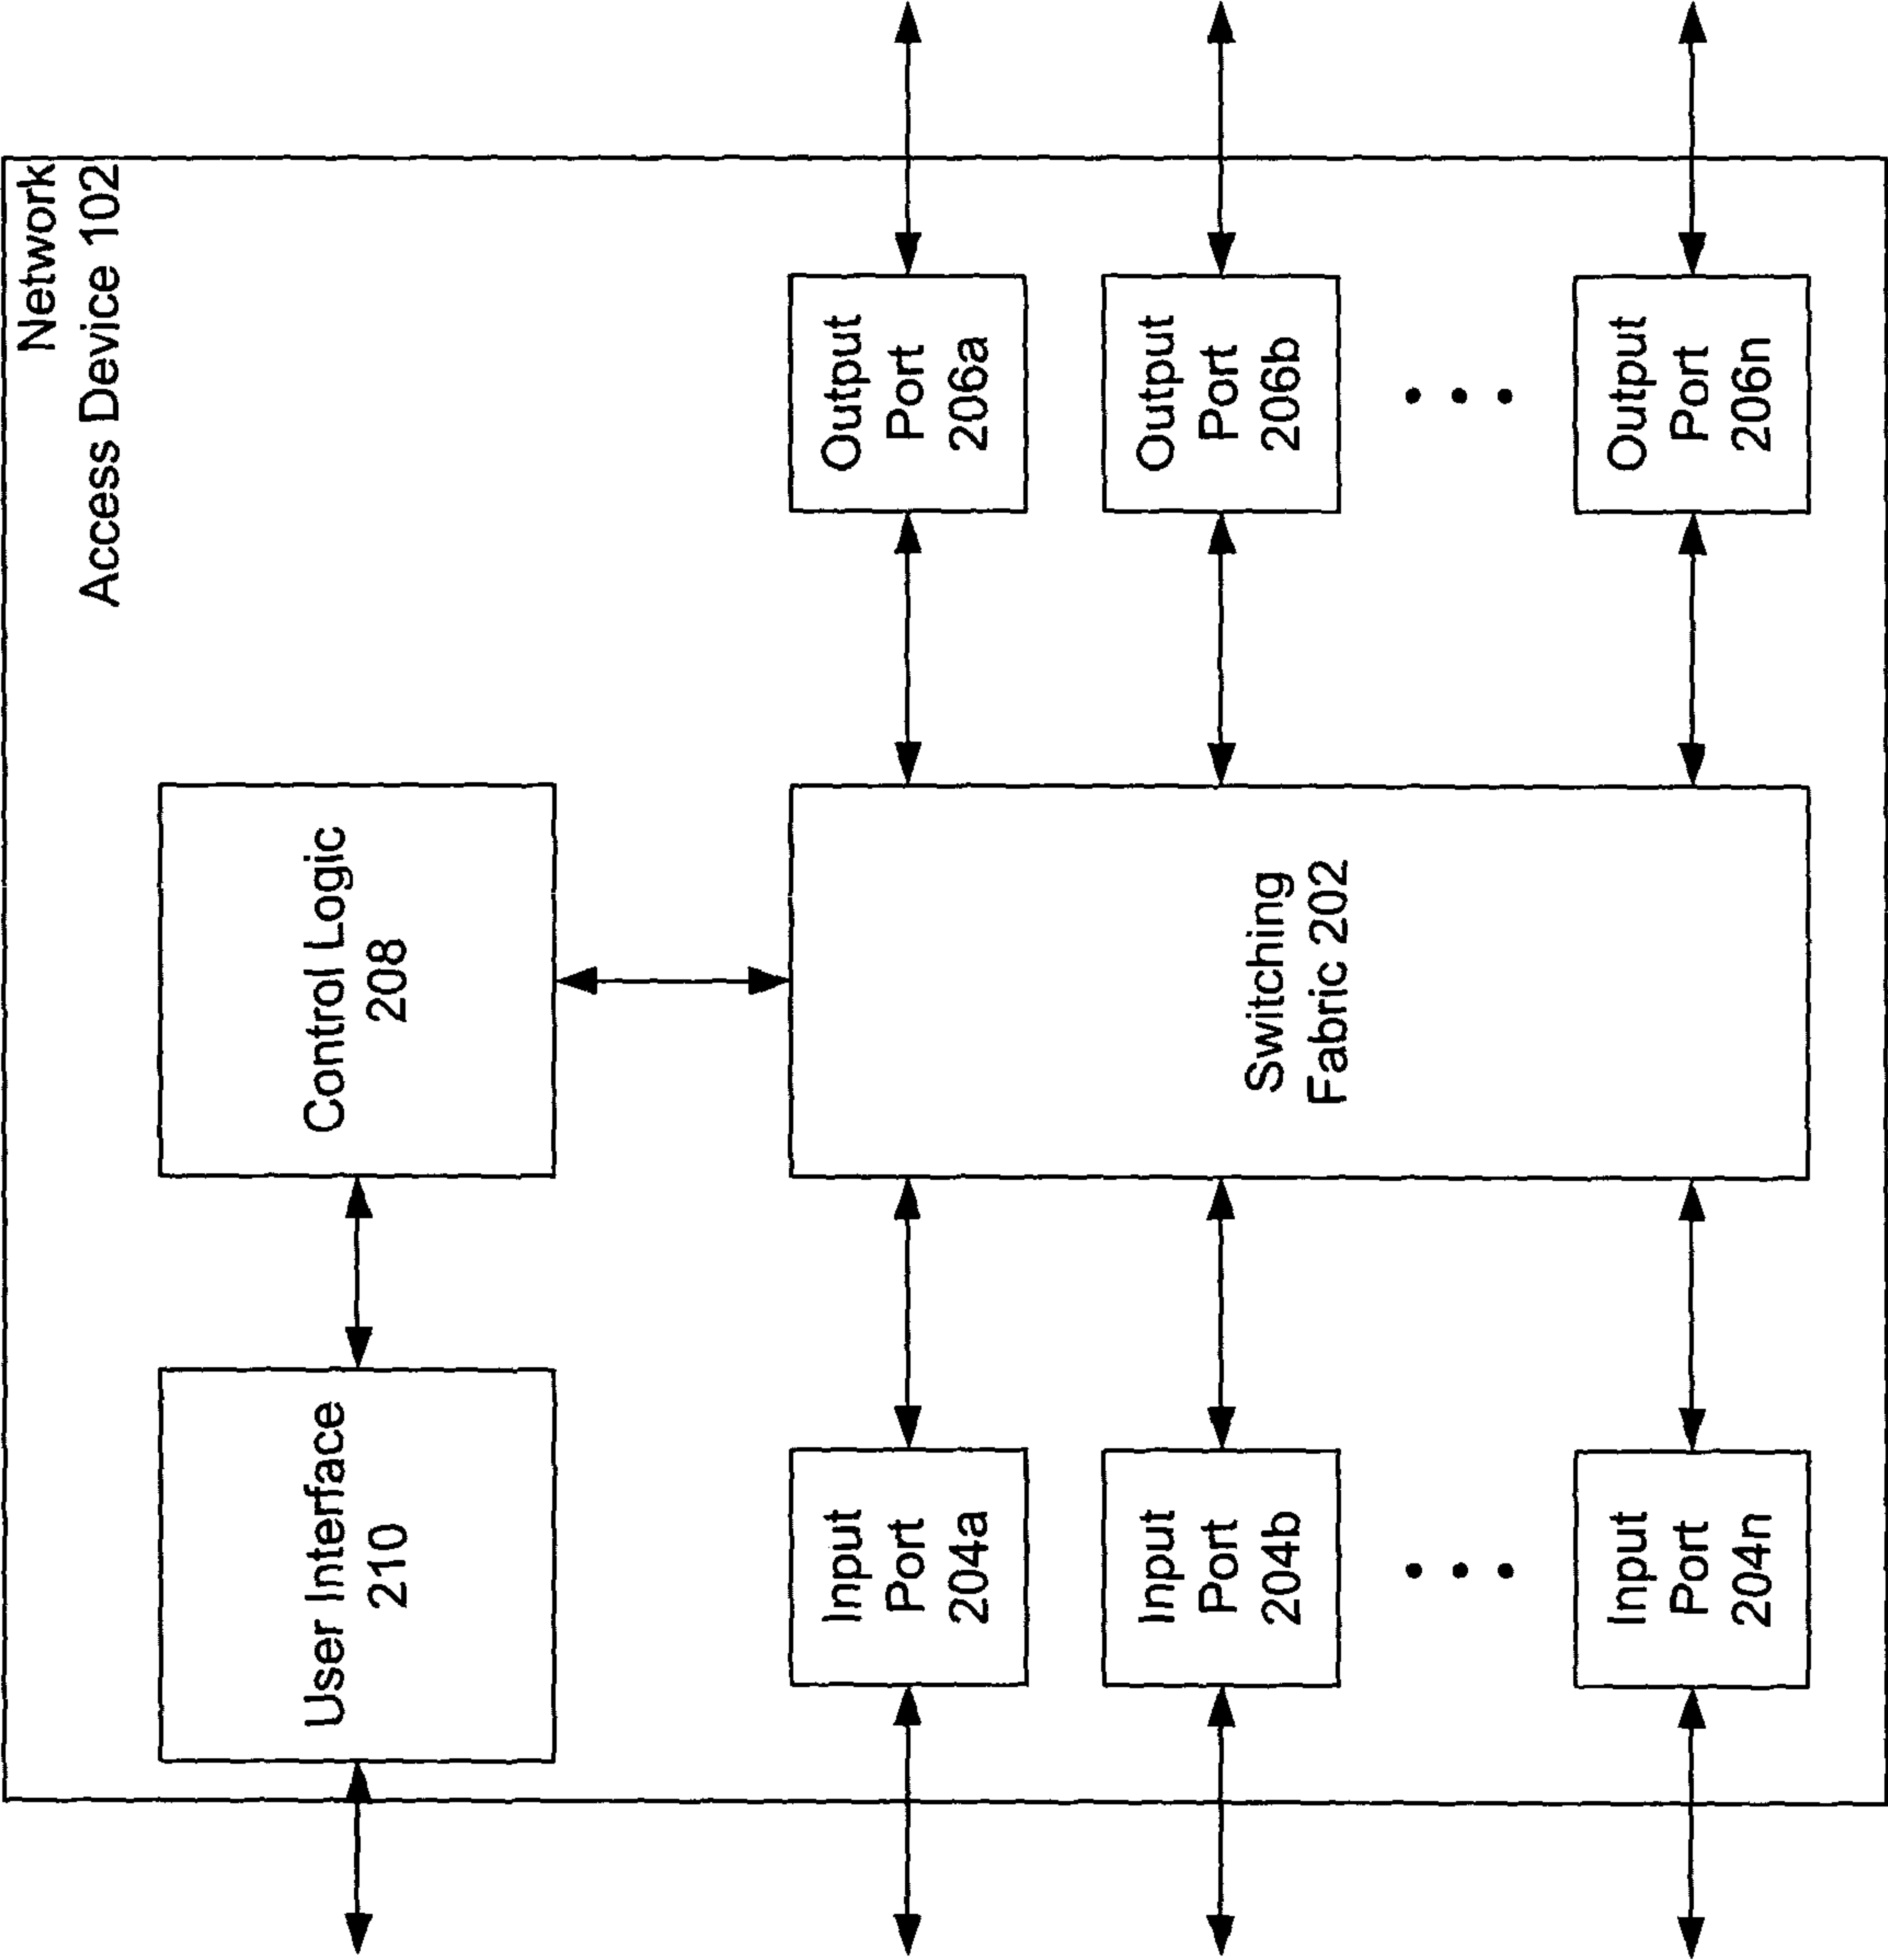 Network
Access Device 102
User Interface
210
Control Logic
208
Input
Port
204a
Switching
Fabric 202
Output
Port
206a
Input
Port
204b
Output
Port
206b
Input
Port
204n
Output
Port
206n